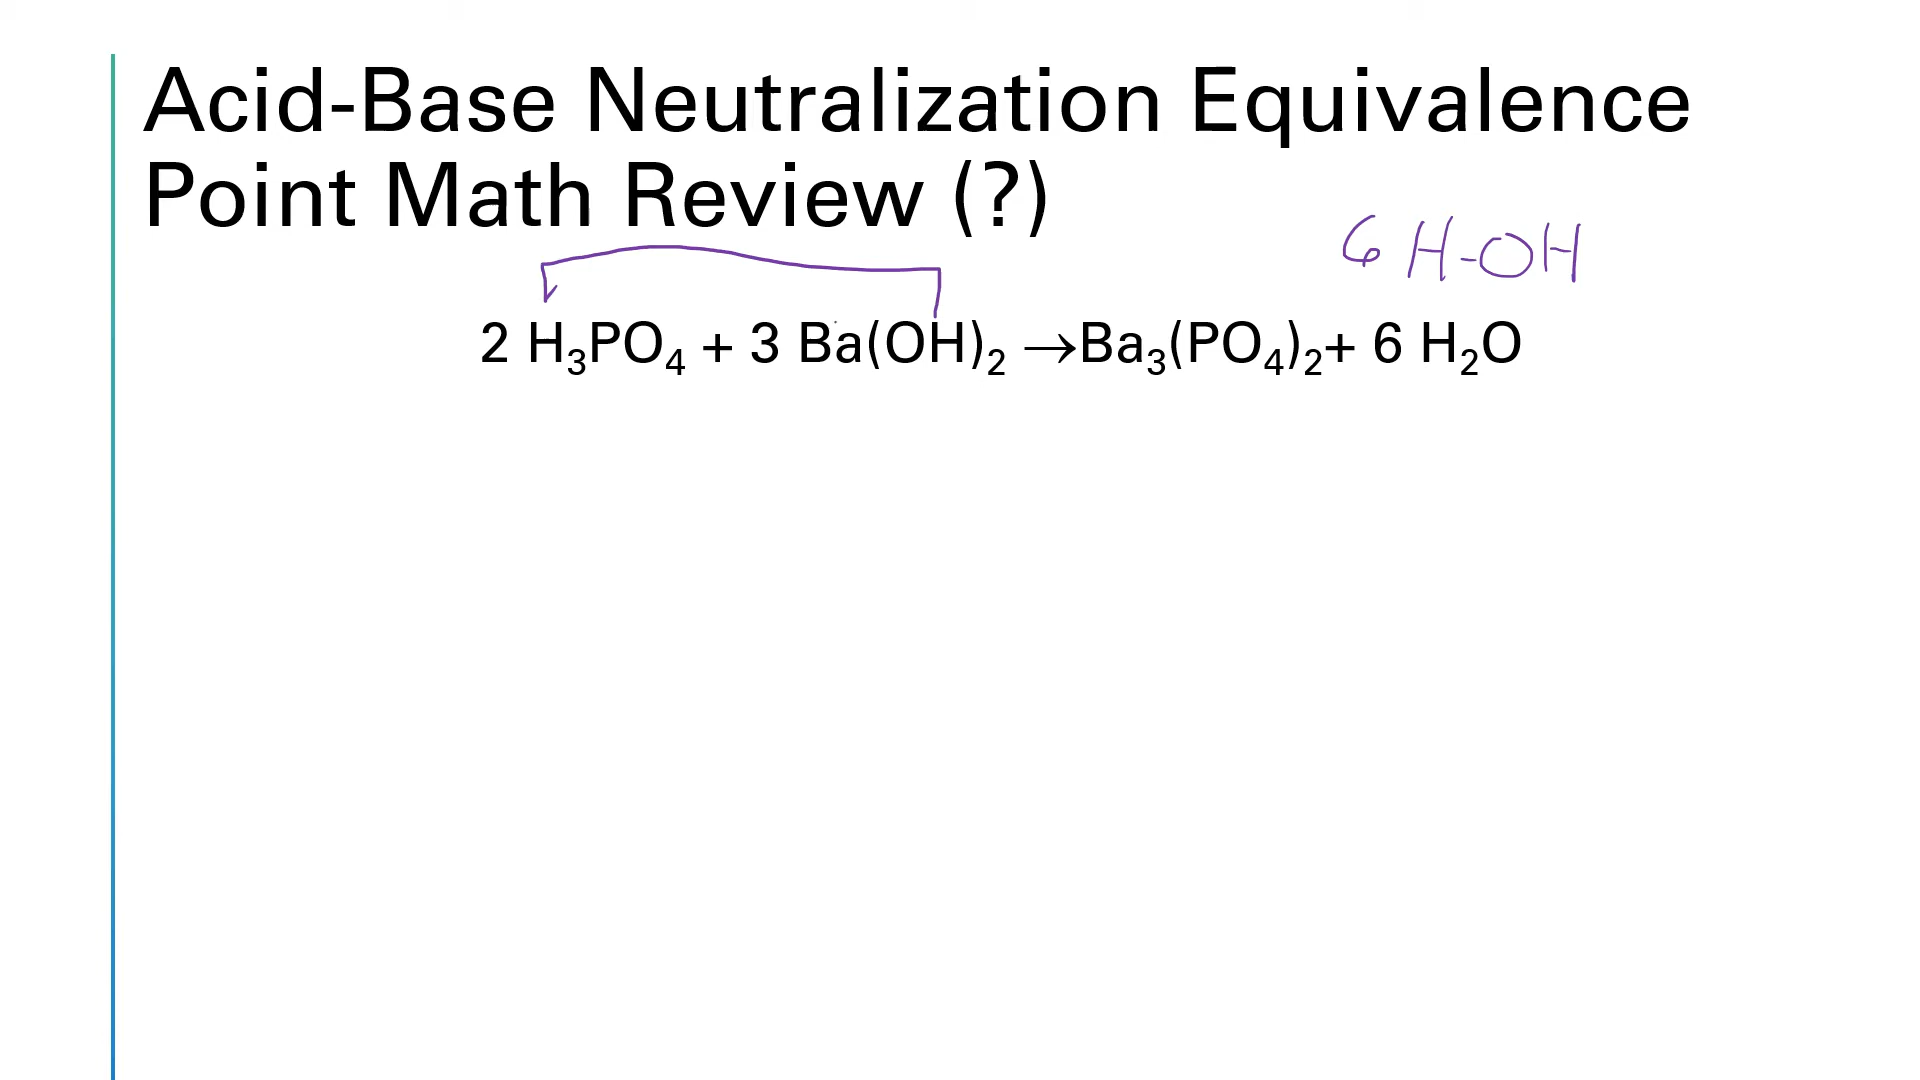 Acid-Base Neutralization Equivalence
Point Math Review (?)
6 H-OH
2 H₃PO₄ + 3 Ba(OH)₂ →Ba₃(PO₄)₂+ 6 H₂O